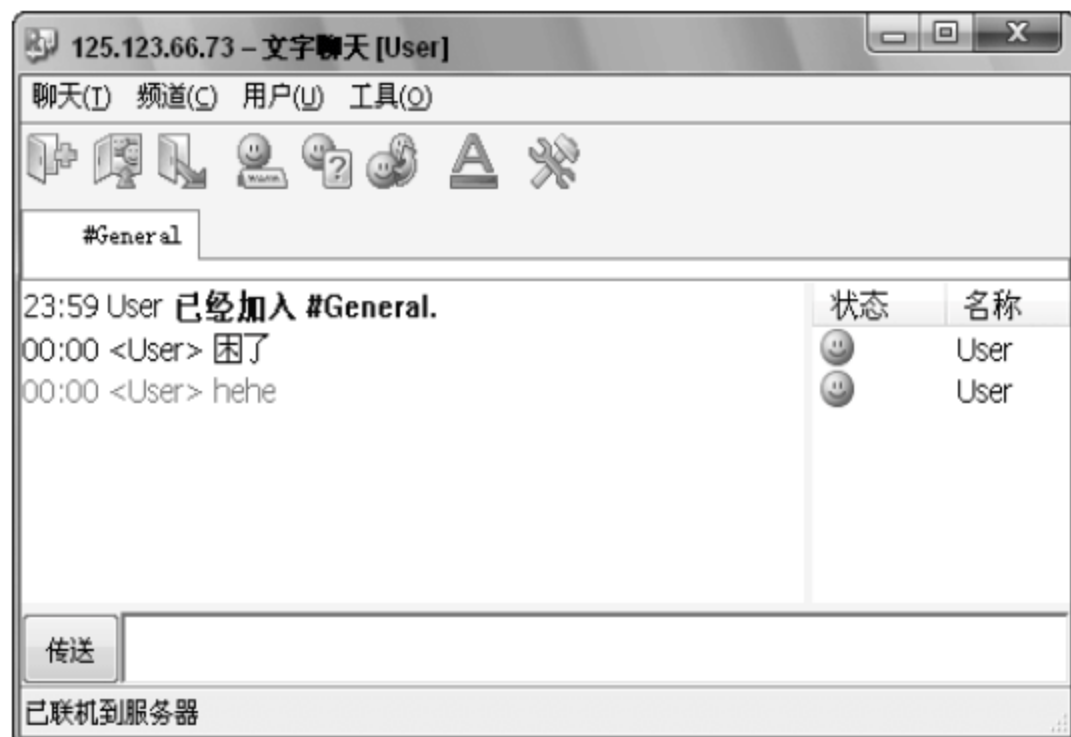 125.123.66.73 – 文字聊天 [User]
聊天(T) 频道(C) 用户(U) 工具(O)
#General
23:59 User 已经加入 #General.
00:00 <User> 困了
00:00 <User> hehe
状态 名称
User
User
传送
已联机到服务器